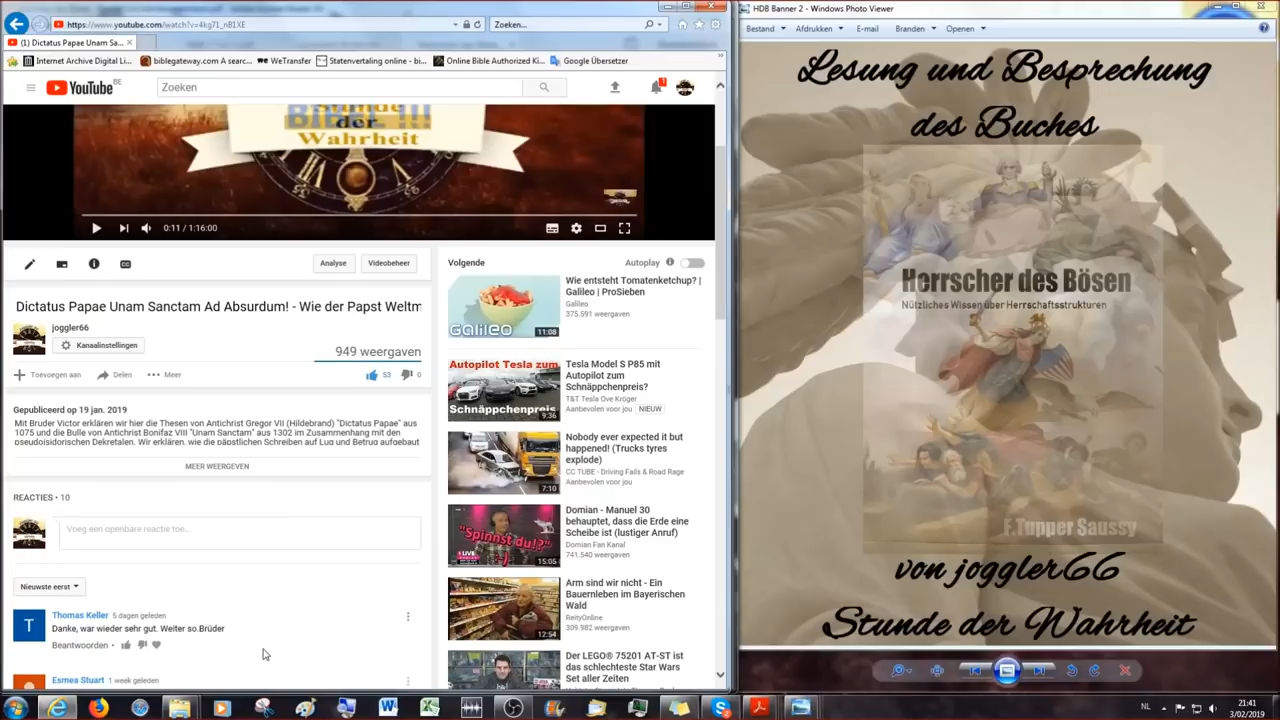 https://www.youtube.com/watch?v=4kg71_nB1XE
Zoeken...
(1) Dictatus Papae Unam Sa...
Internet Archive Digital Li...
biblegateway.com A searc...
WeTransfer
Statenvertaling online - bi...
Online Bible Authorized Ki...
Google Übersetzer
YouTube BE
Zoeken
1
der
Wahrheit
0:11 / 1:16:00
Analyse
Videobeheer
Dictatus Papae Unam Sanctam Ad Absurdum! - Wie der Papst Weltm
joggler66
Kanaalinstellingen
949 weergaven
Toevoegen aan
Delen
Meer
53
0
Gepubliceerd op 19 jan. 2019
Mit Bruder Victor erklären wir hier die Thesen von Antichrist Gregor VII (Hildebrand) "Dictatus Papae" aus
1075 und die Bulle von Antichrist Bonifaz VIII "Unam Sanctam" aus 1302 im Zusammenhang mit den
pseudoisidorischen Dekretalen. Wir erklären, wie die päpstlichen Schreiben auf Lug und Betrug aufgebaut
MEER WEERGEVEN
REACTIES • 10
Voeg een openbare reactie toe...
Nieuwste eerst
T
Thomas Keller 5 dagen geleden
Danke, war wieder sehr gut. Weiter so.Brüder
Beantwoorden •
Esmea Stuart 1 week geleden
Volgende
Autoplay
Wie entsteht Tomatenketchup? |
Galileo | ProSieben
Galileo
375.591 weergaven
GALILEO
11:08
Tesla Model S P85 mit
Autopilot zum
Schnäppchenpreis?
T&T Tesla Ove Kröger
Aanbevolen voor jou NIEUW
Autopilot Tesla zum
Schnäppchenpreis
9:36
Nobody ever expected it but
happened! (Trucks tyres
explode)
CC TUBE - Driving Fails & Road Rage
Aanbevolen voor jou
7:10
Domian - Manuel 30
behauptet, dass die Erde eine
Scheibe ist (lustiger Anruf)
Domian Fan Kanal
741.540 weergaven
"Spinnst du!?"
LIVE
15:05
Arm sind wir nicht - Ein
Bauernleben im Bayerischen
Wald
ReityOnline
309.982 weergaven
12:54
Der LEGO® 75201 AT-ST ist
das schlechteste Star Wars
Set aller Zeiten
HDB Banner 2 - Windows Photo Viewer
Bestand
Afdrukken
E-mail
Branden
Openen
Lesung und Besprechung
des Buches
Herrscher des Bösen
Nützliches Wissen über Herrschaftsstrukturen
F.Tupper Saussy
von joggler66
Stunde der Wahrheit
NL
21:41
3/02/2019